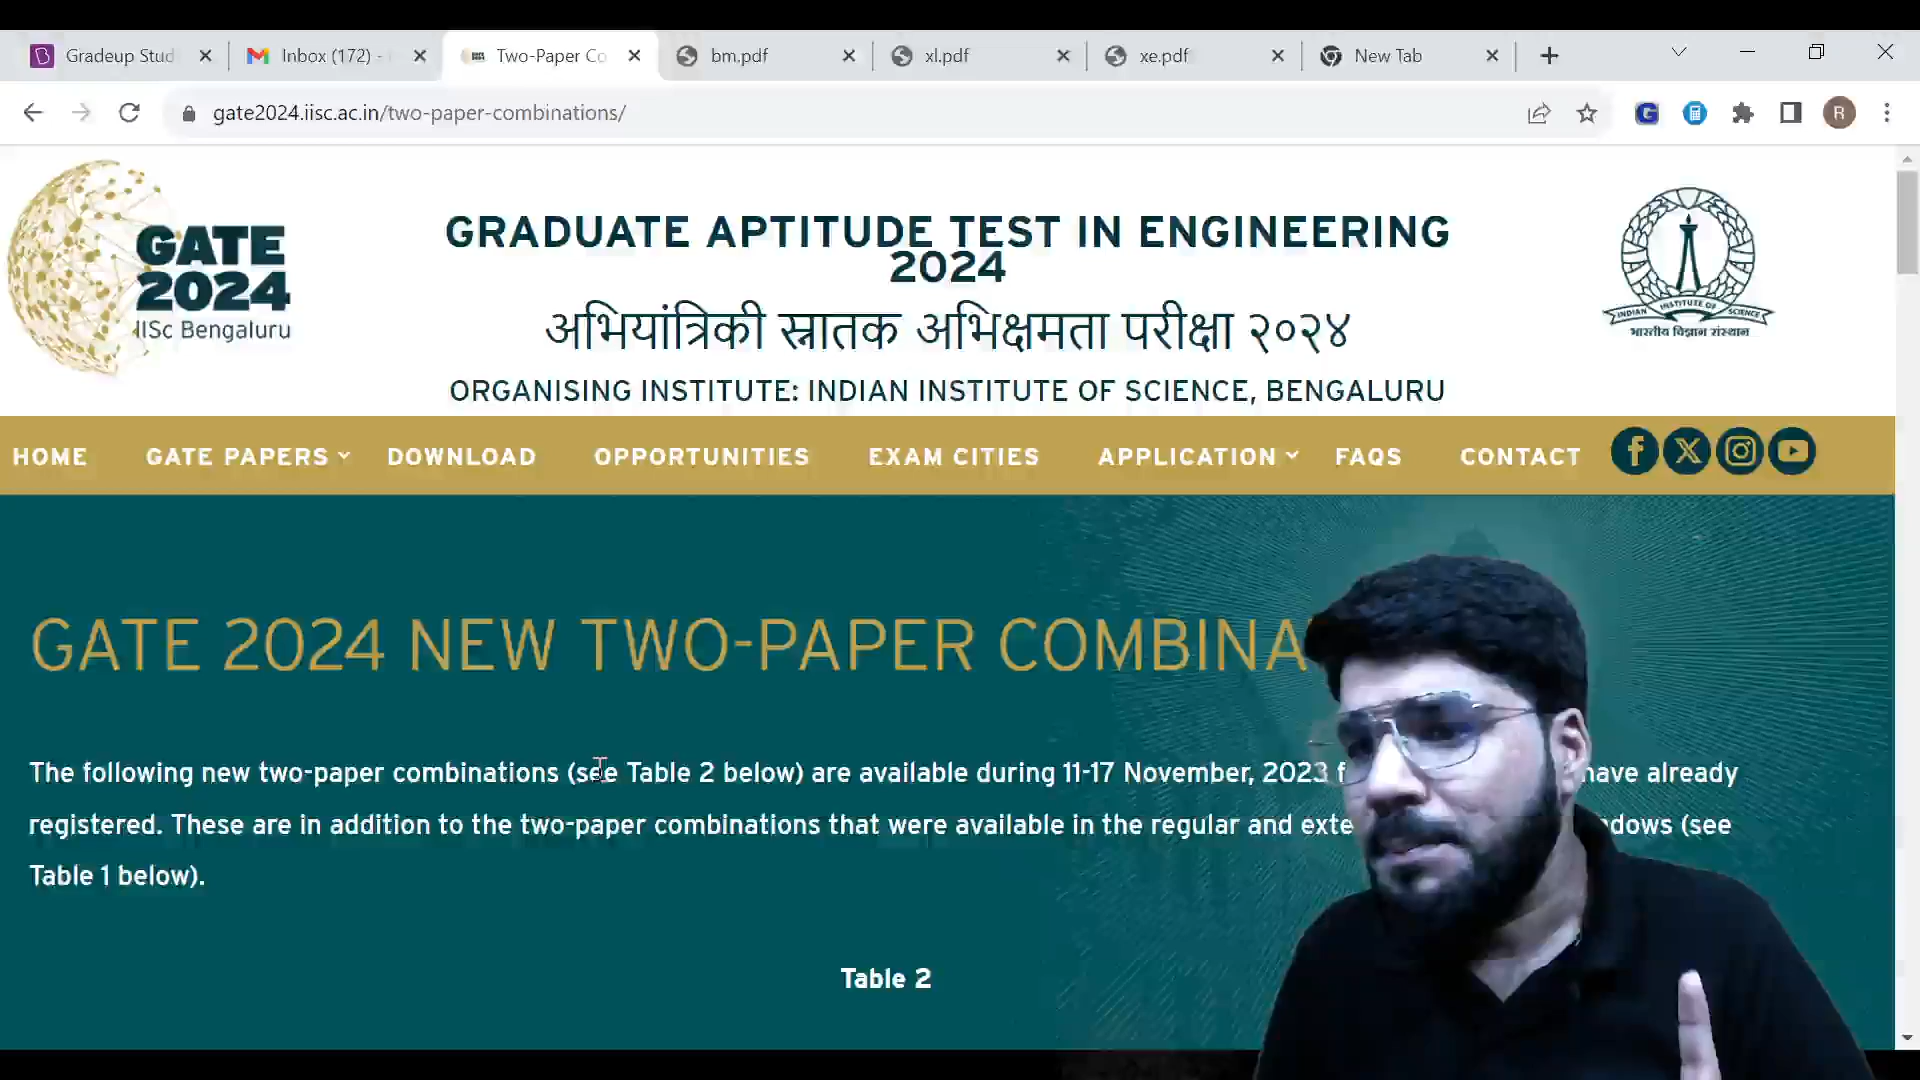 Gradeup Stud
Inbox (172) -
Two-Paper Co
bm.pdf
xl.pdf
xe.pdf
New Tab
gate2024.iisc.ac.in/two-paper-combinations/
R
GATE
2024
IISc Bengaluru
GRADUATE APTITUDE TEST IN ENGINEERING
2024
अभियांत्रिकी स्नातक अभिक्षमता परीक्षा २०२४
ORGANISING INSTITUTE: INDIAN INSTITUTE OF SCIENCE, BENGALURU
INDIAN INSTITUTE OF SCIENCE
भारतीय विज्ञान संस्थान
HOME GATE PAPERS DOWNLOAD OPPORTUNITIES EXAM CITIES APPLICATION FAQS CONTACT
GATE 2024 NEW TWO-PAPER COMBINA
The following new two-paper combinations (see Table 2 below) are available during 11-17 November, 2023 f have already
registered. These are in addition to the two-paper combinations that were available in the regular and exte dows (see
Table 1 below).
Table 2